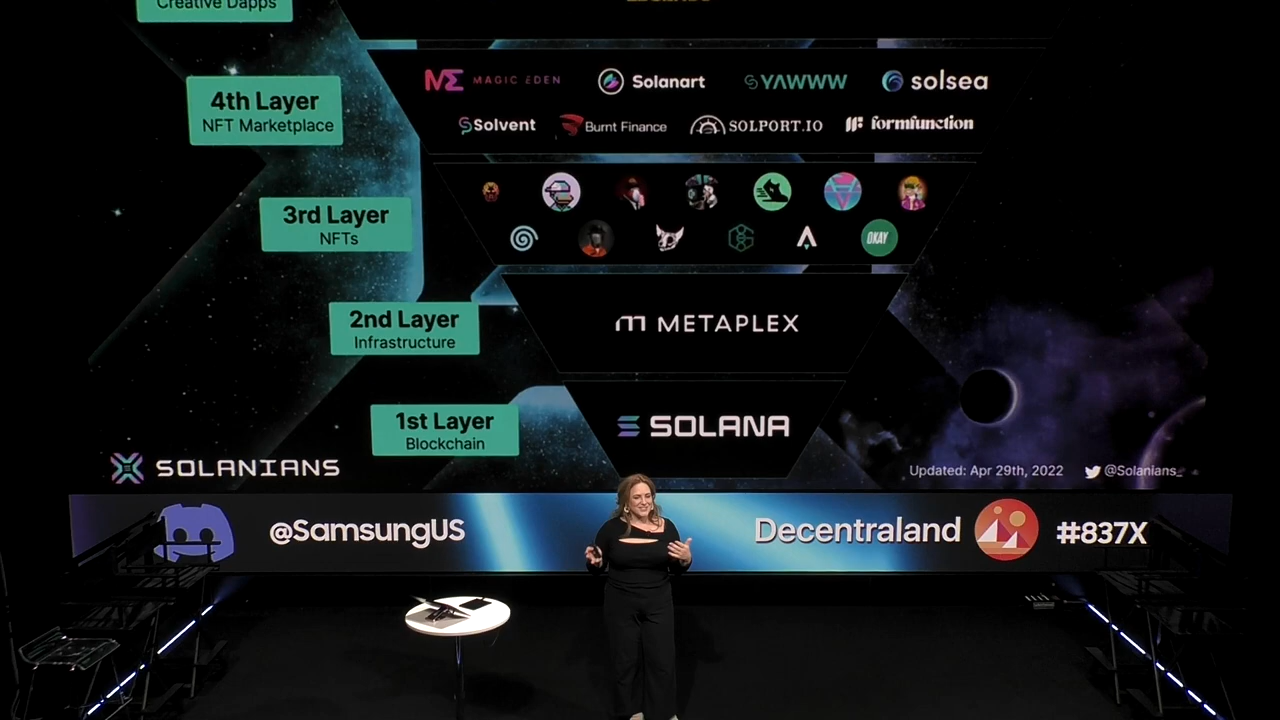 Creative Dapps
4th Layer
NFT Marketplace
MAGIC EDEN
Solanart
YAWWW
solsea
Solvent
Burnt Finance
SOLPORT.IO
formfunction
3rd Layer
NFTs
OKAY
2nd Layer
Infrastructure
METAPLEX
1st Layer
Blockchain
SOLANA
SOLANIANS
Updated: Apr 29th, 2022
@Solanians_
@SamsungUS
Decentraland
#837X